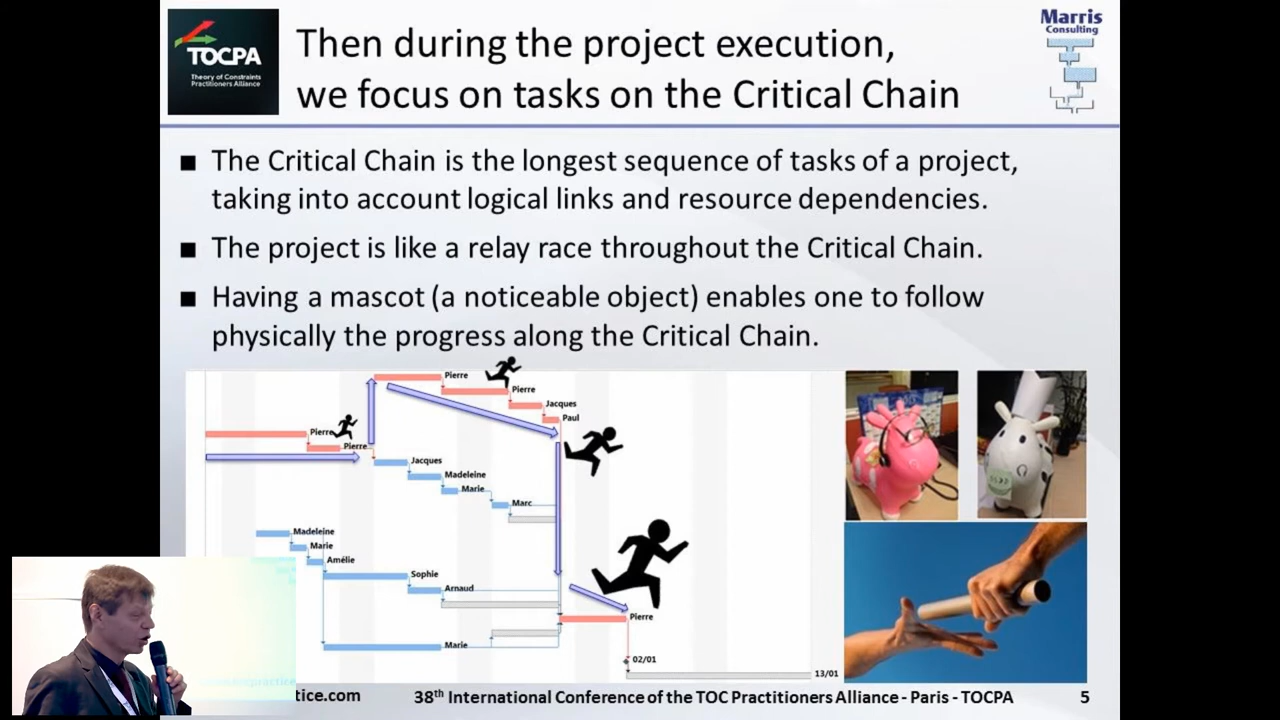 TOCPA
Theory of Constraints
Practitioners Alliance
Then during the project execution,
we focus on tasks on the Critical Chain
Marris
Consulting
■ The Critical Chain is the longest sequence of tasks of a project,
taking into account logical links and resource dependencies.
■ The project is like a relay race throughout the Critical Chain.
■ Having a mascot (a noticeable object) enables one to follow
physically the progress along the Critical Chain.
Pierre
Pierre
Jacques
Paul
Pierre
Pierre
Jacques
Madeleine
Marie
Marc
Madeleine
Marie
Amélie
Sophie
Arnaud
Pierre
Marie
02/01
13/01
tice.com
38th International Conference of the TOC Practitioners Alliance - Paris - TOCPA
5